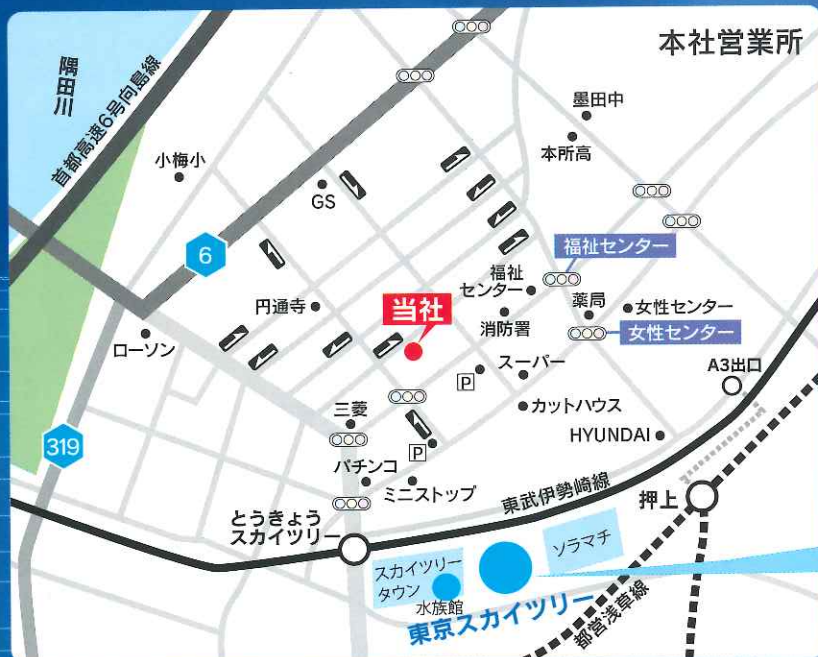 本社営業所
隅田川
首都高速6号向島線
墨田中
本所高
小梅小
GS
6
福祉センター
福祉
センター
薬局
女性センター
円通寺
当社
消防署
女性センター
ローソン
スーパー
A3出口
P
三菱
カットハウス
319
HYUNDAI
P
パチンコ
ミニストップ
東武伊勢崎線
押上
とうきょう
スカイツリー
ソラマチ
スカイツリー
タウン
水族館
東京スカイツリー
都営浅草線